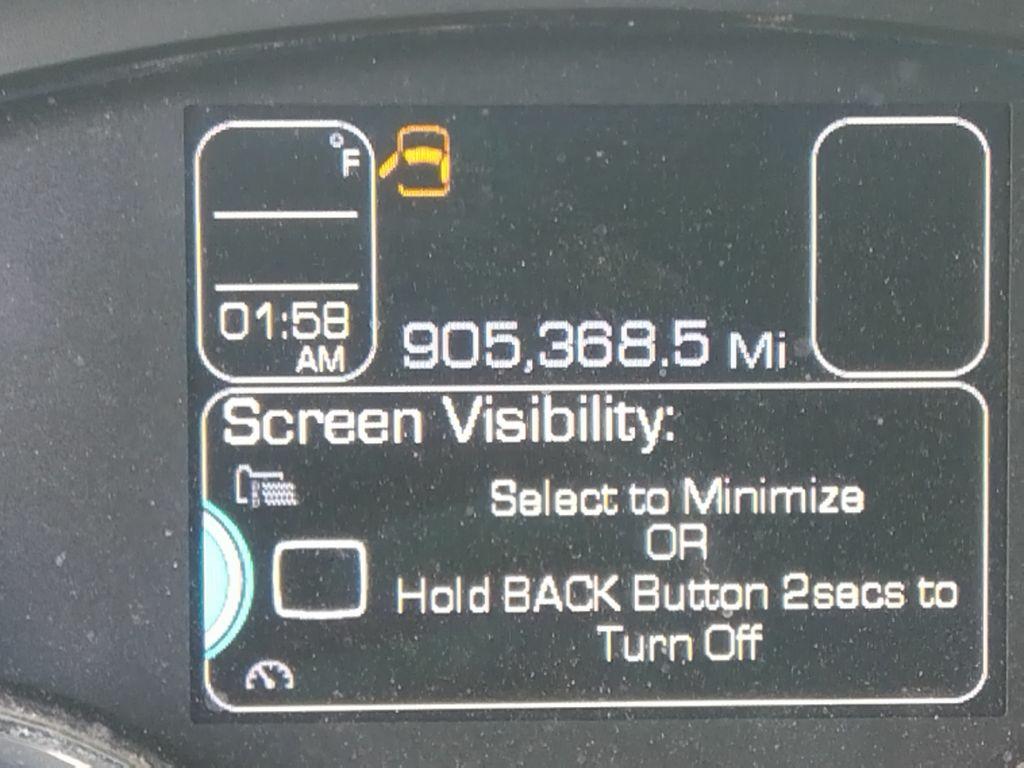 °F
01:58
AM
905,368.5 Mi
Screen Visibility:
Select to Minimize
OR
Hold BACK Button 2secs to
Turn Off